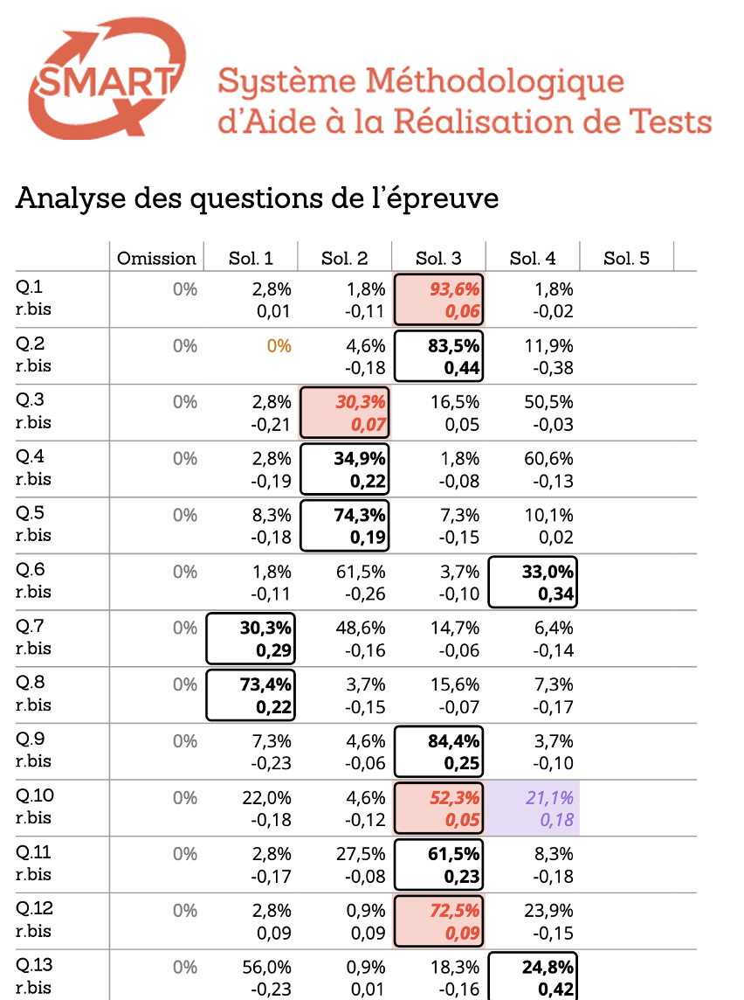 SMART
Système Méthodologique
d'Aide à la Réalisation de Tests
Analyse des questions de l'épreuve
Omission Sol. 1 Sol. 2 Sol. 3 Sol. 4 Sol. 5
Q.1 0% 2,8% 1,8% 93,6% 1,8%
r.bis 0,01 -0,11 0,06 -0,02
Q.2 0% 0% 4,6% 83,5% 11,9%
r.bis -0,18 0,44 -0,38
Q.3 0% 2,8% 30,3% 16,5% 50,5%
r.bis -0,21 0,07 0,05 -0,03
Q.4 0% 2,8% 34,9% 1,8% 60,6%
r.bis -0,19 0,22 -0,08 -0,13
Q.5 0% 8,3% 74,3% 7,3% 10,1%
r.bis -0,18 0,19 -0,15 0,02
Q.6 0% 1,8% 61,5% 3,7% 33,0%
r.bis -0,11 -0,26 -0,10 0,34
Q.7 0% 30,3% 48,6% 14,7% 6,4%
r.bis 0,29 -0,16 -0,06 -0,14
Q.8 0% 73,4% 3,7% 15,6% 7,3%
r.bis 0,22 -0,15 -0,07 -0,17
Q.9 0% 7,3% 4,6% 84,4% 3,7%
r.bis -0,23 -0,06 0,25 -0,10
Q.10 0% 22,0% 4,6% 52,3% 21,1%
r.bis -0,18 -0,12 0,05 0,18
Q.11 0% 2,8% 27,5% 61,5% 8,3%
r.bis -0,17 -0,08 0,23 -0,18
Q.12 0% 2,8% 0,9% 72,5% 23,9%
r.bis 0,09 0,09 0,09 -0,15
Q.13 0% 56,0% 0,9% 18,3% 24,8%
r.bis -0,23 0,01 -0,16 0,42